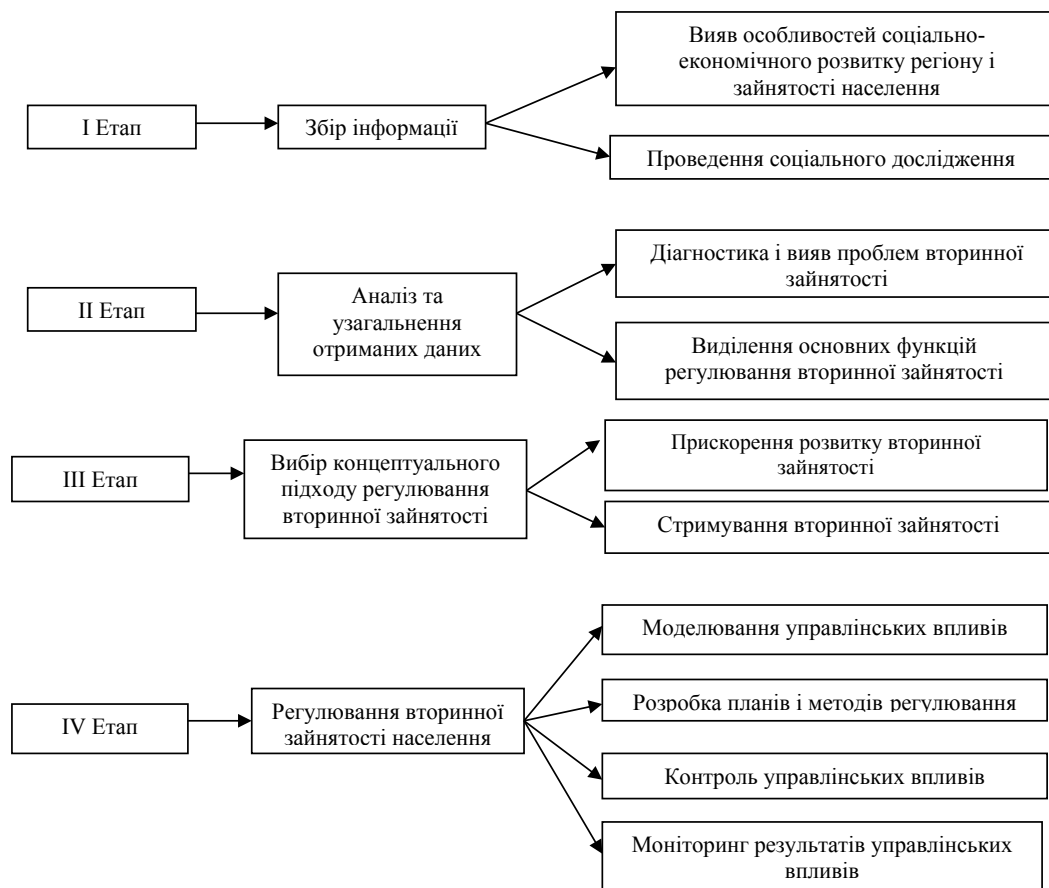 І Етап
Збір інформації
Вияв особливостей соціально-
економічного розвитку регіону і
зайнятості населення
Проведення соціального дослідження
ІІ Етап
Аналіз та
узагальнення
отриманих даних
Діагностика і вияв проблем вторинної
зайнятості
Виділення основних функцій
регулювання вторинної зайнятості
ІІІ Етап
Вибір концептуального
підходу регулювання
вторинної зайнятості
Прискорення розвитку вторинної
зайнятості
Стримування вторинної зайнятості
IV Етап
Регулювання вторинної
зайнятості населення
Моделювання управлінських впливів
Розробка планів і методів регулювання
Контроль управлінських впливів
Моніторинг результатів управлінських
впливів